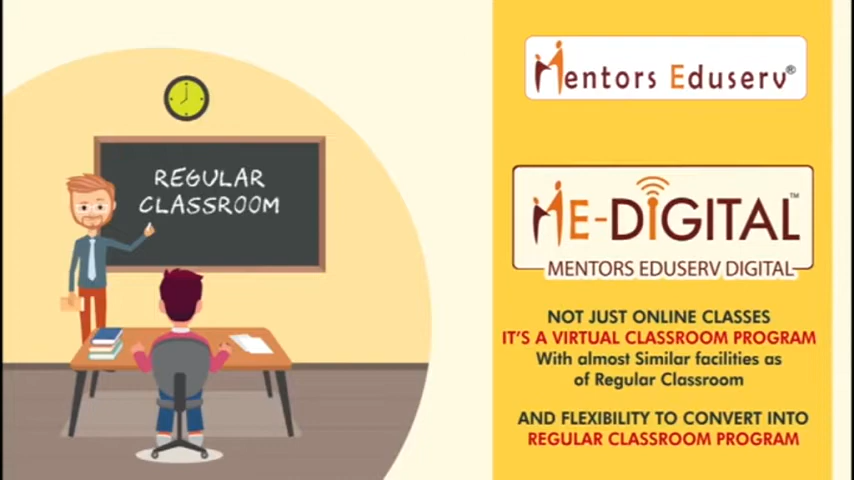 REGULAR
CLASSROOM
Mentors Eduserv®
ME-DIGITAL™
MENTORS EDUSERV DIGITAL
NOT JUST ONLINE CLASSES
IT'S A VIRTUAL CLASSROOM PROGRAM
With almost Similar facilities as
of Regular Classroom
AND FLEXIBILITY TO CONVERT INTO
REGULAR CLASSROOM PROGRAM